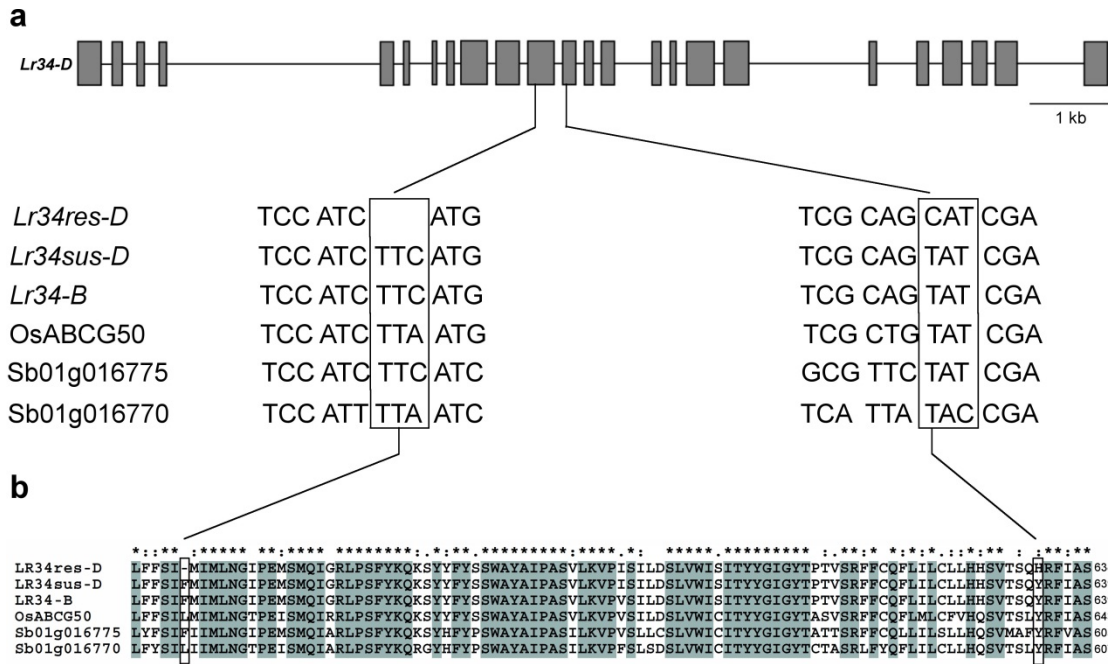 a
Lr34-D
1 kb
Lr34res-D TCC ATC ATG TCG CAG CAT CGA
Lr34sus-D TCC ATC TTC ATG TCG CAG TAT CGA
Lr34-B TCC ATC TTC ATG TCG CAG TAT CGA
OsABCG50 TCC ATC TTA ATG TCG CTG TAT CGA
Sb01g016775 TCC ATC TTC ATC GCG TTC TAT CGA
Sb01g016770 TCC ATT TTA ATC TCA TTA TAC CGA
b
LR34res-D LFFSI-MIMLNGIPEMSMQIGRLPSFYKQKSYYFYSSWAYAIPASVLKVPISILDSLVWISITYYGIGYTPTVSRFFCQFLILCLLHHSVTSQHRFIAS 63
LR34sus-D LFFSIFMIMLNGIPEMSMQIGRLPSFYKQKSYYFYSSWAYAIPASVLKVPISILDSLVWISITYYGIGYTPTVSRFFCQFLILCLLHHSVTSQYRFIAS 63
LR34-B LFFSIFMIMLNGIPEMSMQIGRLPSFYKQKSYYFYSSWAYAIPASVLKVPVSILDSLVWISITYYGIGYTPTVSRFFCQFLILCLLHHSVTSQYRFIAS 63
OsABCG50 LFFSILMIMLNGTPEISMQIRRLPSFYKQKSYYFYSSWAYAIPASVLKVPVSILDSLVWICITYYGIGYTASVSRFFCQFLMLCFVHQSVTSLYRFIAS 64
Sb01g016775 LYFSIFIIMLNGIPEMSMQIARLPSFYKQKSYHFYPSWAYAIPASVLKVPVSLLCSLVWISITYYGIGYTATTSRFFCQLLILSLLHQSVMAFYRFVAS 60
Sb01g016770 LFYSILIIMLNGTPEISMQIGRLPSFYKQRGYHFYPSWAYAIPASILKVPFSLSDSLVWICITYYGIGYTCTASRFFCQFLILLILHQSVTSLYRFIAS 60